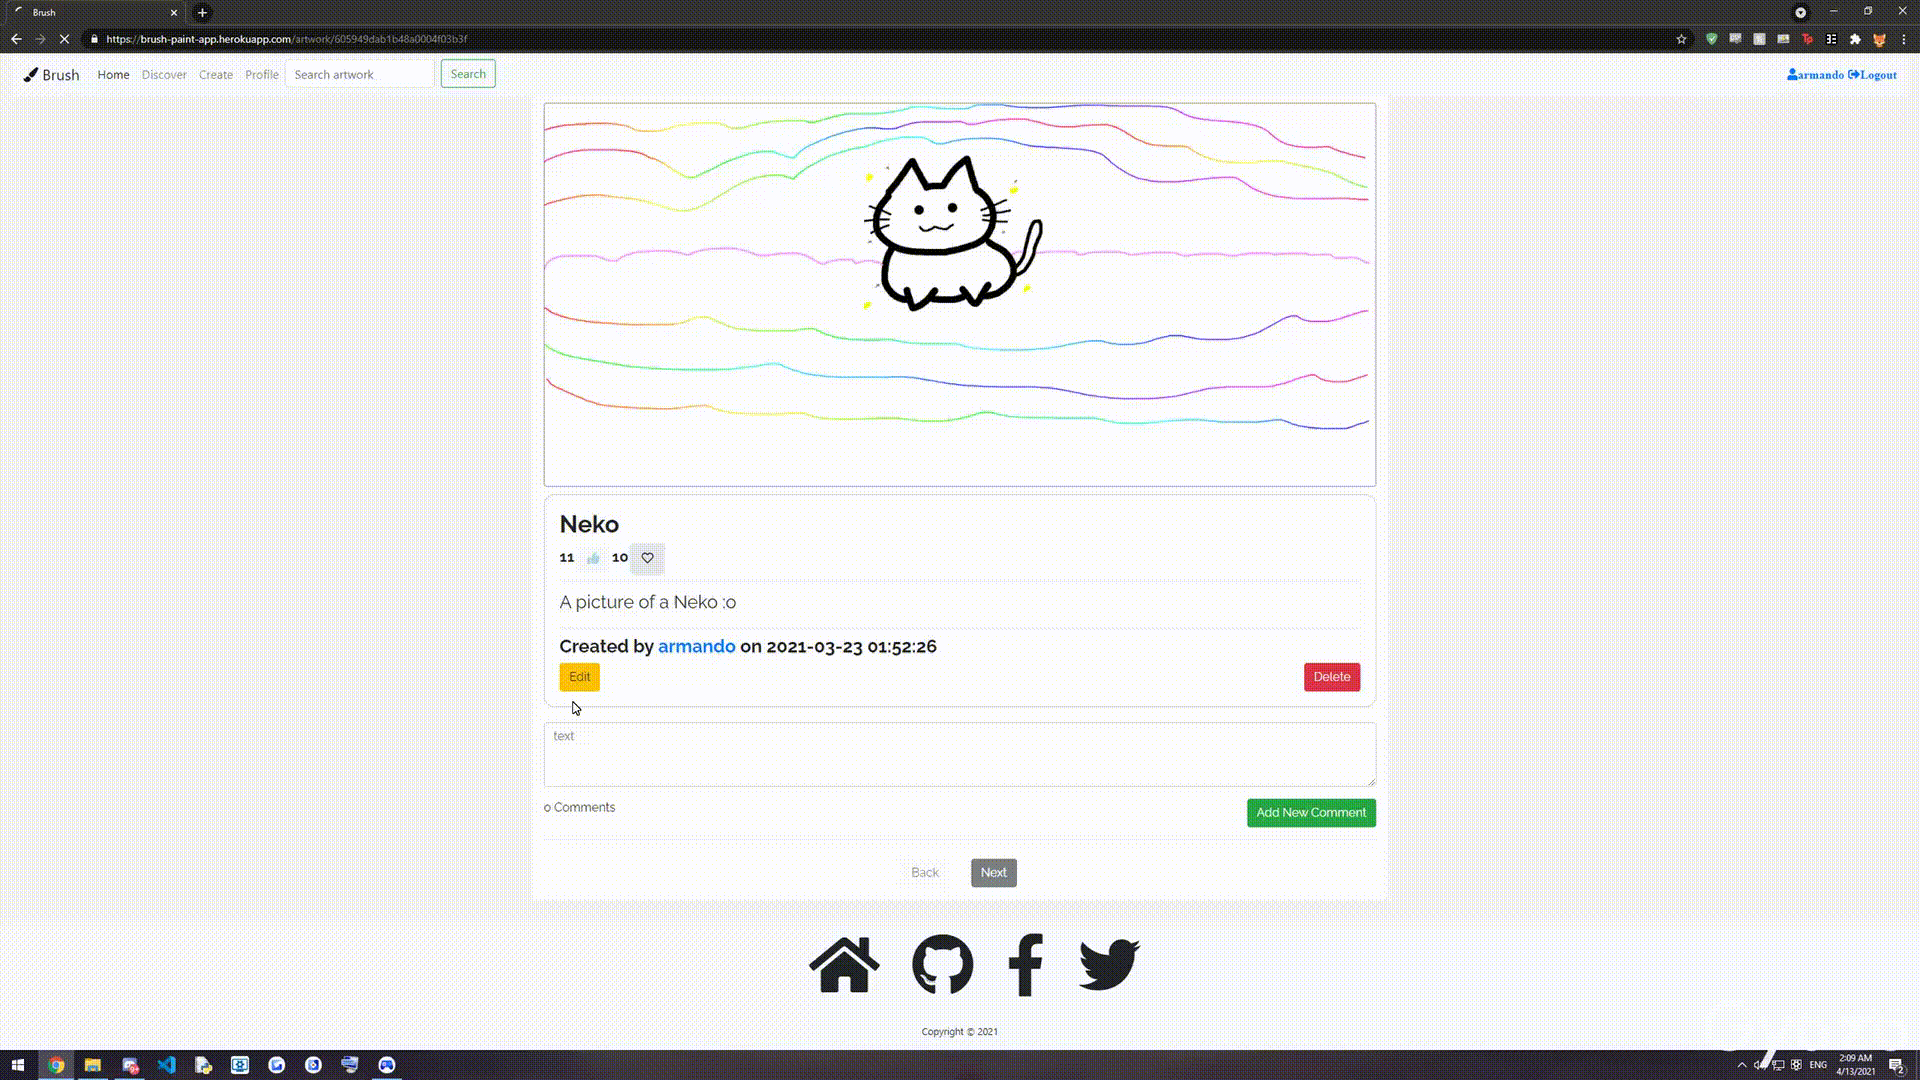 Brush
https://brush-paint-app.herokuapp.com/artwork/605949dab1b48a0004f03b3f
Brush Home Discover Create Profile Search artwork Search armando Logout
Neko
11 10
A picture of a Neko :o
Created by armando on 2021-03-23 01:52:26
Edit Delete
text
0 Comments Add New Comment
Back Next
Copyright © 2021
ENG 2:09 AM
4/13/2021
2